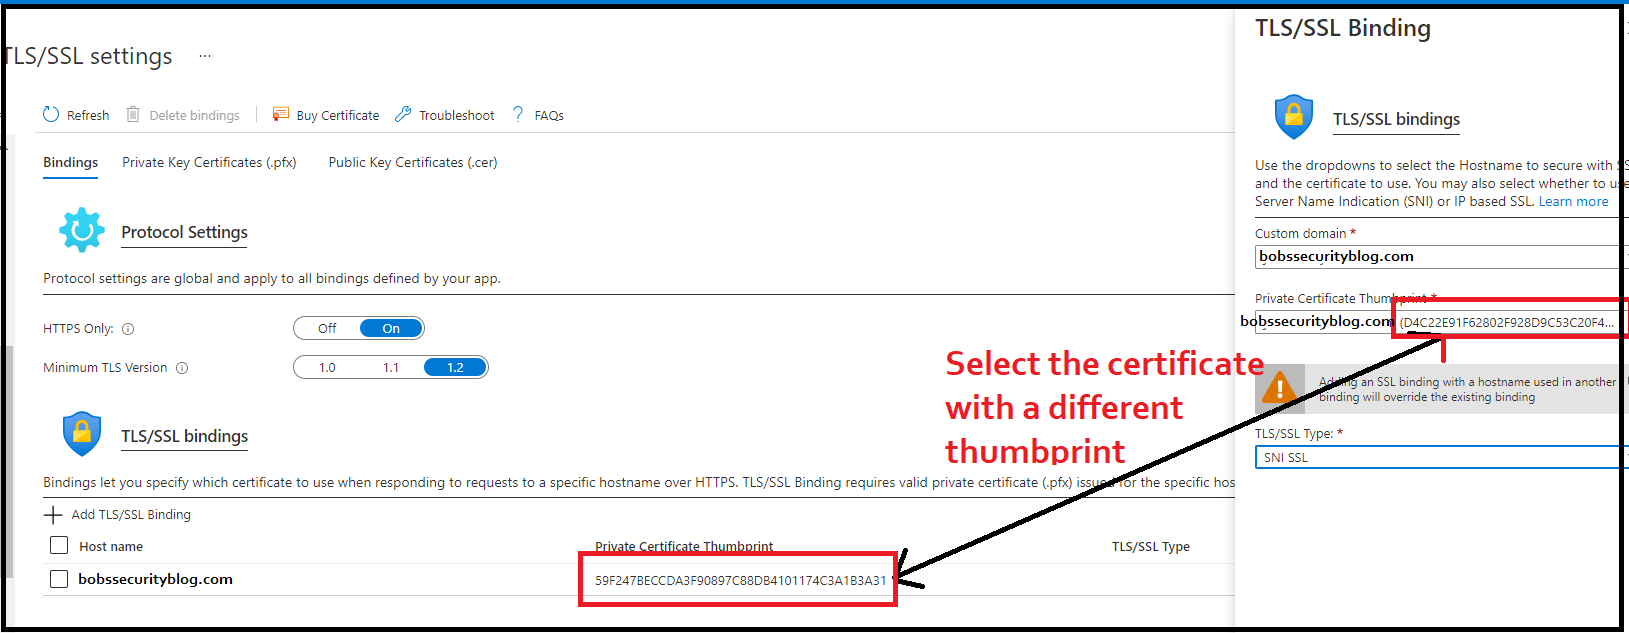 TLS/SSL settings ...
Refresh Delete bindings Buy Certificate Troubleshoot FAQs
Bindings Private Key Certificates (.pfx) Public Key Certificates (.cer)
Protocol Settings
Protocol settings are global and apply to all bindings defined by your app.
HTTPS Only: Off On
Minimum TLS Version 1.0 1.1 1.2
TLS/SSL bindings
Bindings let you specify which certificate to use when responding to requests to a specific hostname over HTTPS. TLS/SSL Binding requires valid private certificate (.pfx) issued for the specific hos
Add TLS/SSL Binding
Host name Private Certificate Thumbprint TLS/SSL Type
bobssecurityblog.com 59F247BECCDA3F90897C88DB4101174C3A1B3A31
Select the certificate
with a different
thumbprint
TLS/SSL Binding
TLS/SSL bindings
Use the dropdowns to select the Hostname to secure with SS
and the certificate to use. You may also select whether to use
Server Name Indication (SNI) or IP based SSL. Learn more
Custom domain *
bobssecurityblog.com
Private Certificate Thumbprint *
bobssecurityblog.com (D4C22E91F62802F928D9C53C20F4...
Adding an SSL binding with a hostname used in another
binding will override the existing binding
TLS/SSL Type: *
SNI SSL